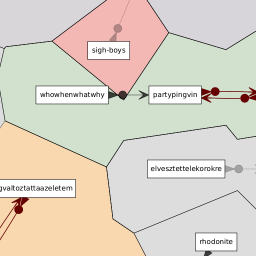 sigh-boys
whowhenwhatwhy
partypingvin
elvesztettelekorokre
gvaltoztattaazeletem
rhodonite